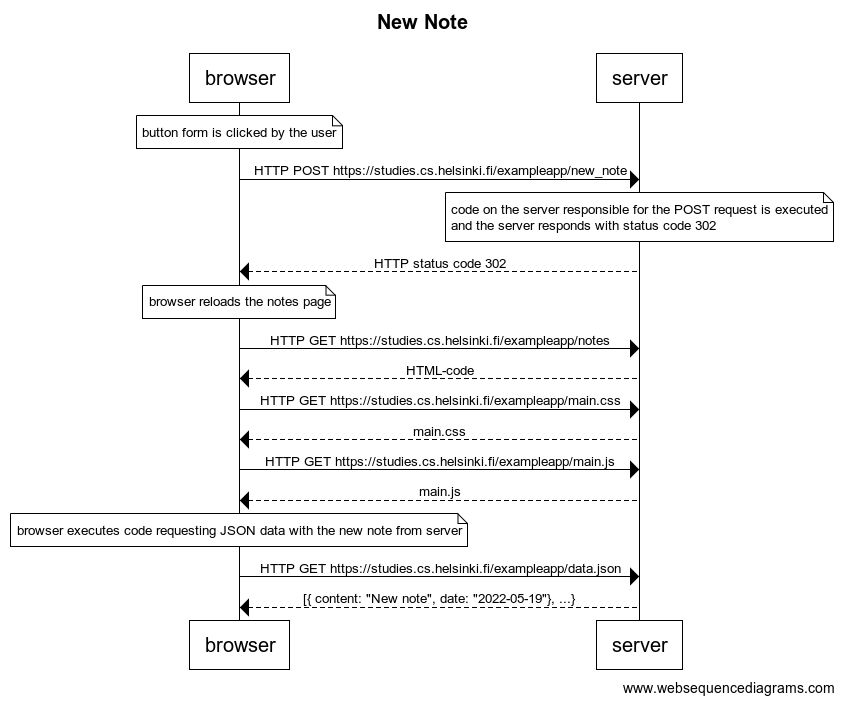 New Note
browser
server
button form is clicked by the user
HTTP POST https://studies.cs.helsinki.fi/exampleapp/new_note
code on the server responsible for the POST request is executed
and the server responds with status code 302
HTTP status code 302
browser reloads the notes page
HTTP GET https://studies.cs.helsinki.fi/exampleapp/notes
HTML-code
HTTP GET https://studies.cs.helsinki.fi/exampleapp/main.css
main.css
HTTP GET https://studies.cs.helsinki.fi/exampleapp/main.js
main.js
browser executes code requesting JSON data with the new note from server
HTTP GET https://studies.cs.helsinki.fi/exampleapp/data.json
[{ content: "New note", date: "2022-05-19"}, ...}
browser
server
www.websequencediagrams.com